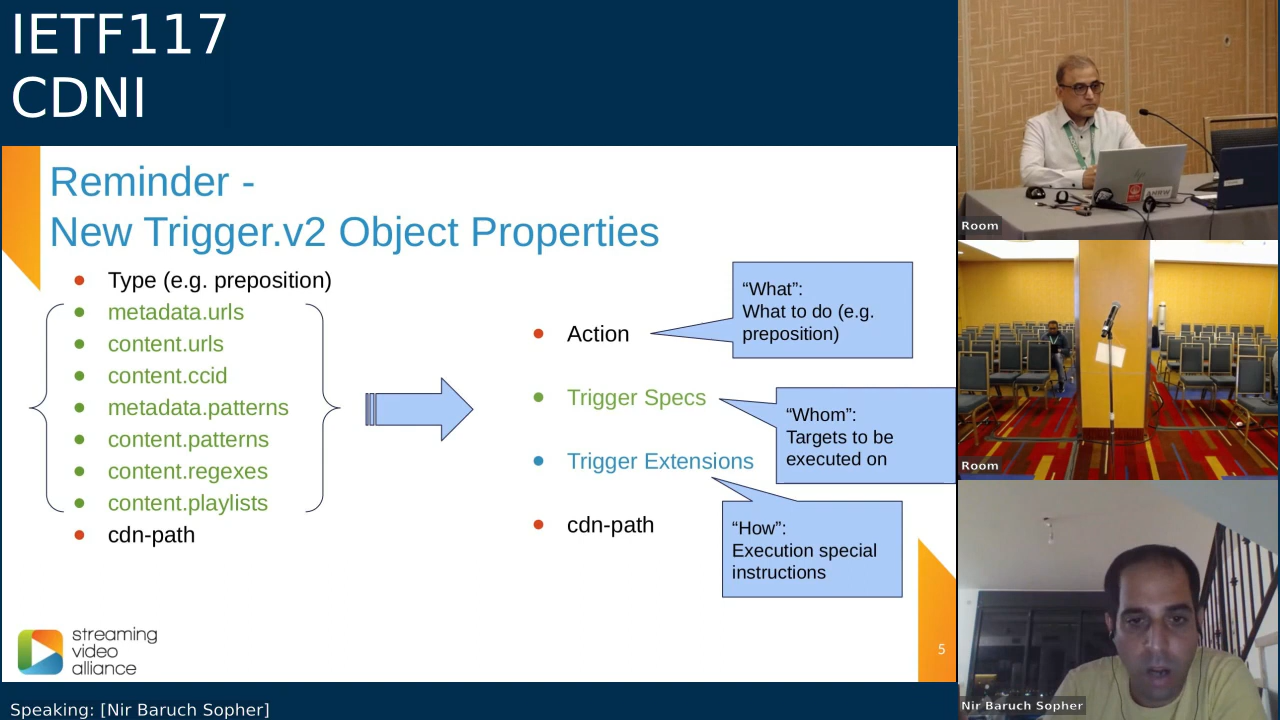 IETF117
CDNI
Reminder -
New Trigger.v2 Object Properties
Type (e.g. preposition)
metadata.urls
content.urls
content.ccid
metadata.patterns
content.patterns
content.regexes
content.playlists
cdn-path
Action
Trigger Specs
Trigger Extensions
cdn-path
“What”:
What to do (e.g.
preposition)
“Whom”:
Targets to be
executed on
“How”:
Execution special
instructions
streaming
video
alliance
5
Speaking: [Nir Baruch Sopher]
Room
Room
Nir Baruch Sopher